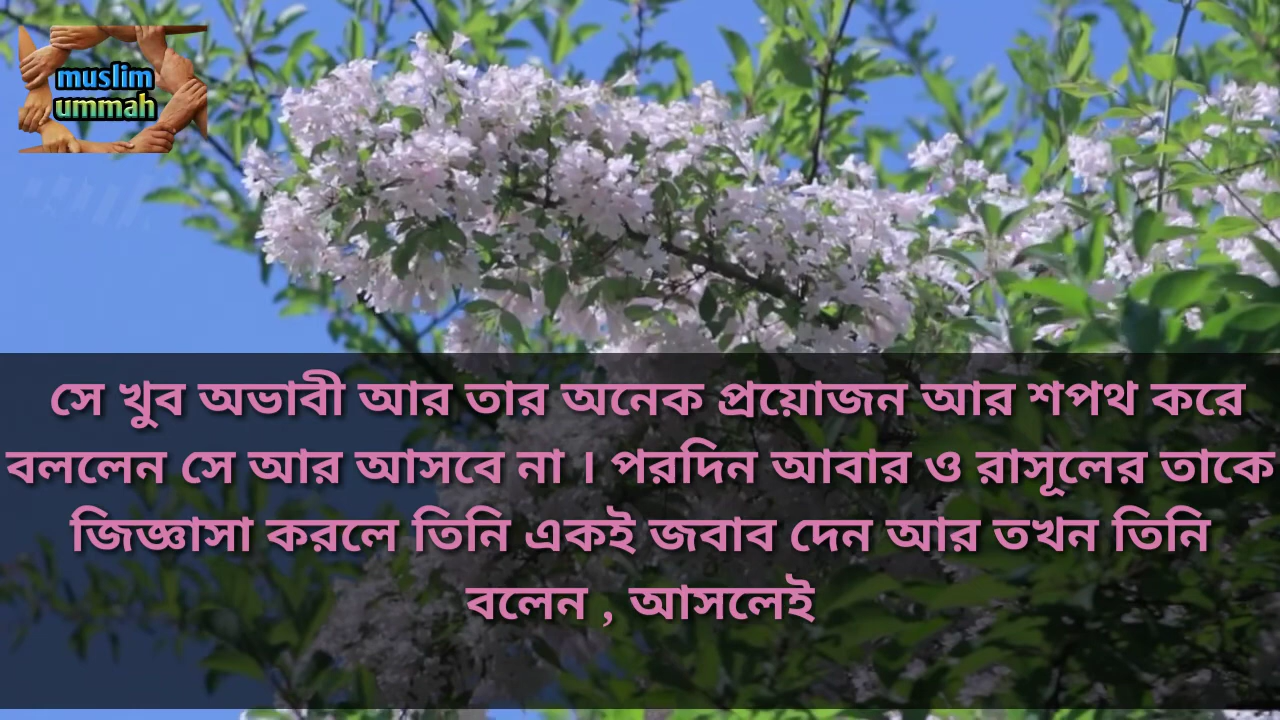 muslim
ummah
সে খুব অভাবী আর তার অনেক প্রয়োজন আর শপথ করে
বললেন সে আর আসবে না । পরদিন আবার ও রাসূলের তাকে
জিজ্ঞাসা করলে তিনি একই জবাব দেন আর তখন তিনি
বলেন , আসলেই